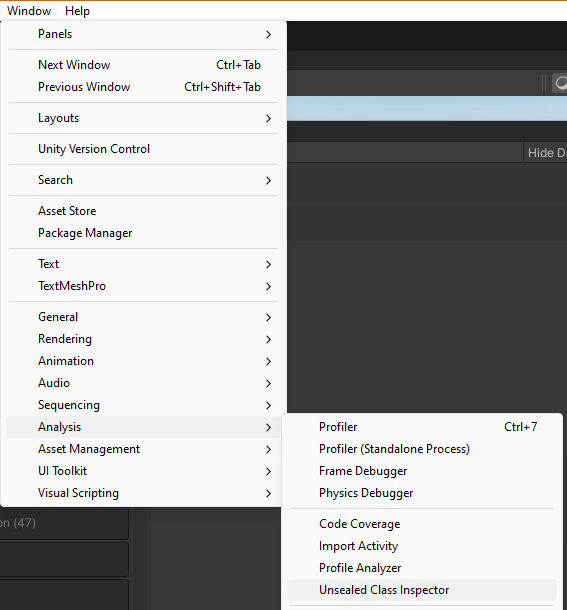 Window Help
Panels
Next Window Ctrl+Tab
Previous Window Ctrl+Shift+Tab
Layouts
Unity Version Control
Search
Asset Store
Package Manager
Text
TextMeshPro
General
Rendering
Animation
Audio
Sequencing
Analysis
Asset Management
UI Toolkit
Visual Scripting
Profiler Ctrl+7
Profiler (Standalone Process)
Frame Debugger
Physics Debugger
Code Coverage
Import Activity
Profile Analyzer
Unsealed Class Inspector
Hide D
on (47)